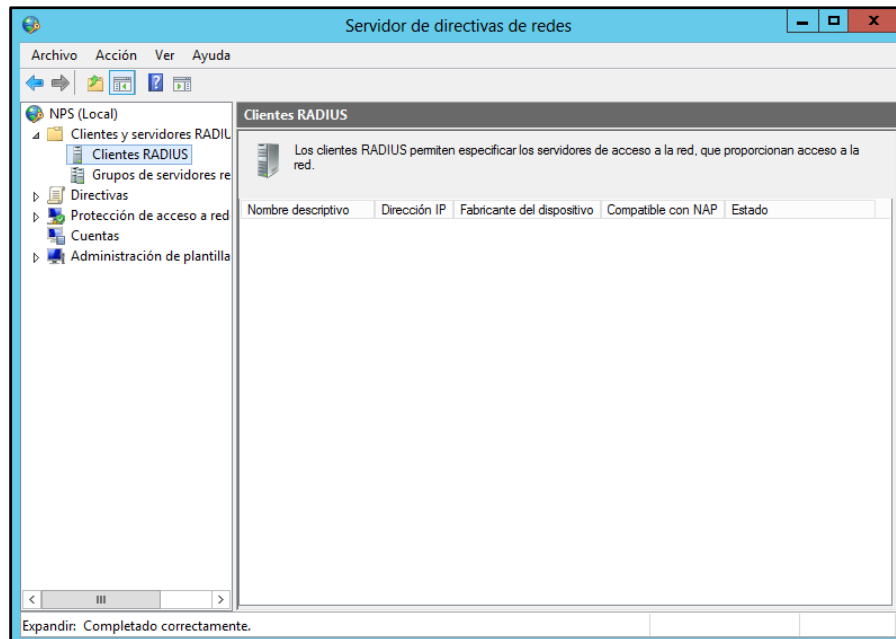 Servidor de directivas de redes
Archivo Acción Ver Ayuda
NPS (Local)
Clientes y servidores RADIU
Clientes RADIUS
Grupos de servidores re
Directivas
Protección de acceso a red
Cuentas
Administración de plantilla
Clientes RADIUS
Los clientes RADIUS permiten especificar los servidores de acceso a la red, que proporcionan acceso a la
red.
Nombre descriptivo Dirección IP Fabricante del dispositivo Compatible con NAP Estado
Expandir: Completado correctamente.